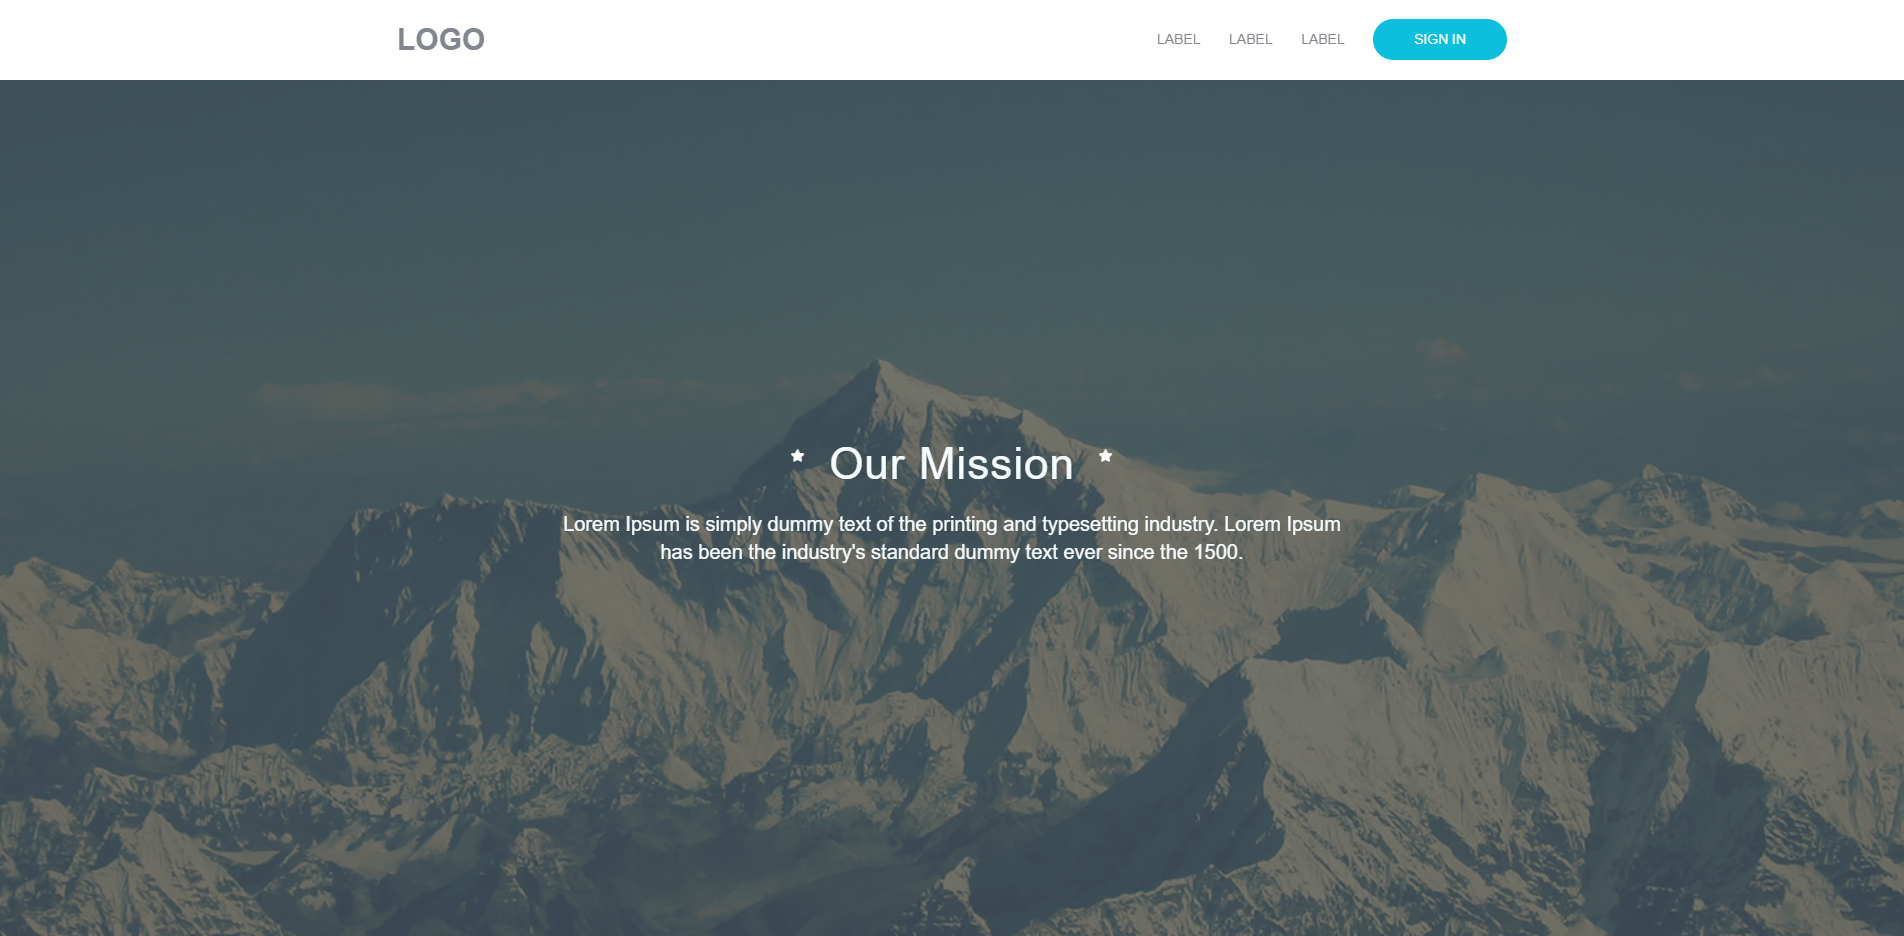 LOGO
LABEL LABEL LABEL SIGN IN
Our Mission
Lorem Ipsum is simply dummy text of the printing and typesetting industry. Lorem Ipsum
has been the industry's standard dummy text ever since the 1500.